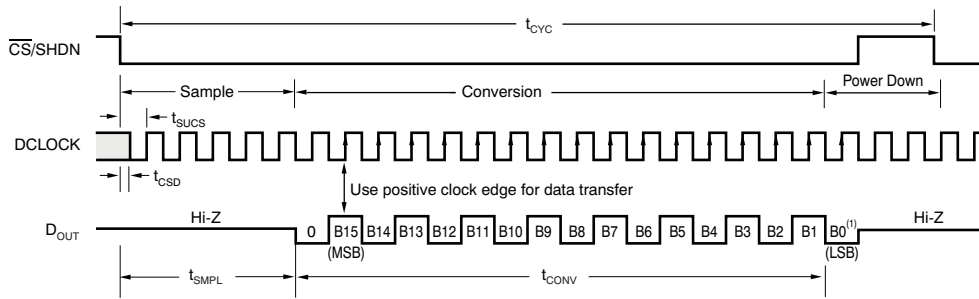 tCYC
CS/SHDN
Sample
Conversion
Power Down
tSUCS
DCLOCK
tCSD
Use positive clock edge for data transfer
Hi-Z
0 B15 B14 B13 B12 B11 B10 B9 B8 B7 B6 B5 B4 B3 B2 B1 B0(1)
Hi-Z
DOUT
(MSB)
(LSB)
tSMPL
tCONV